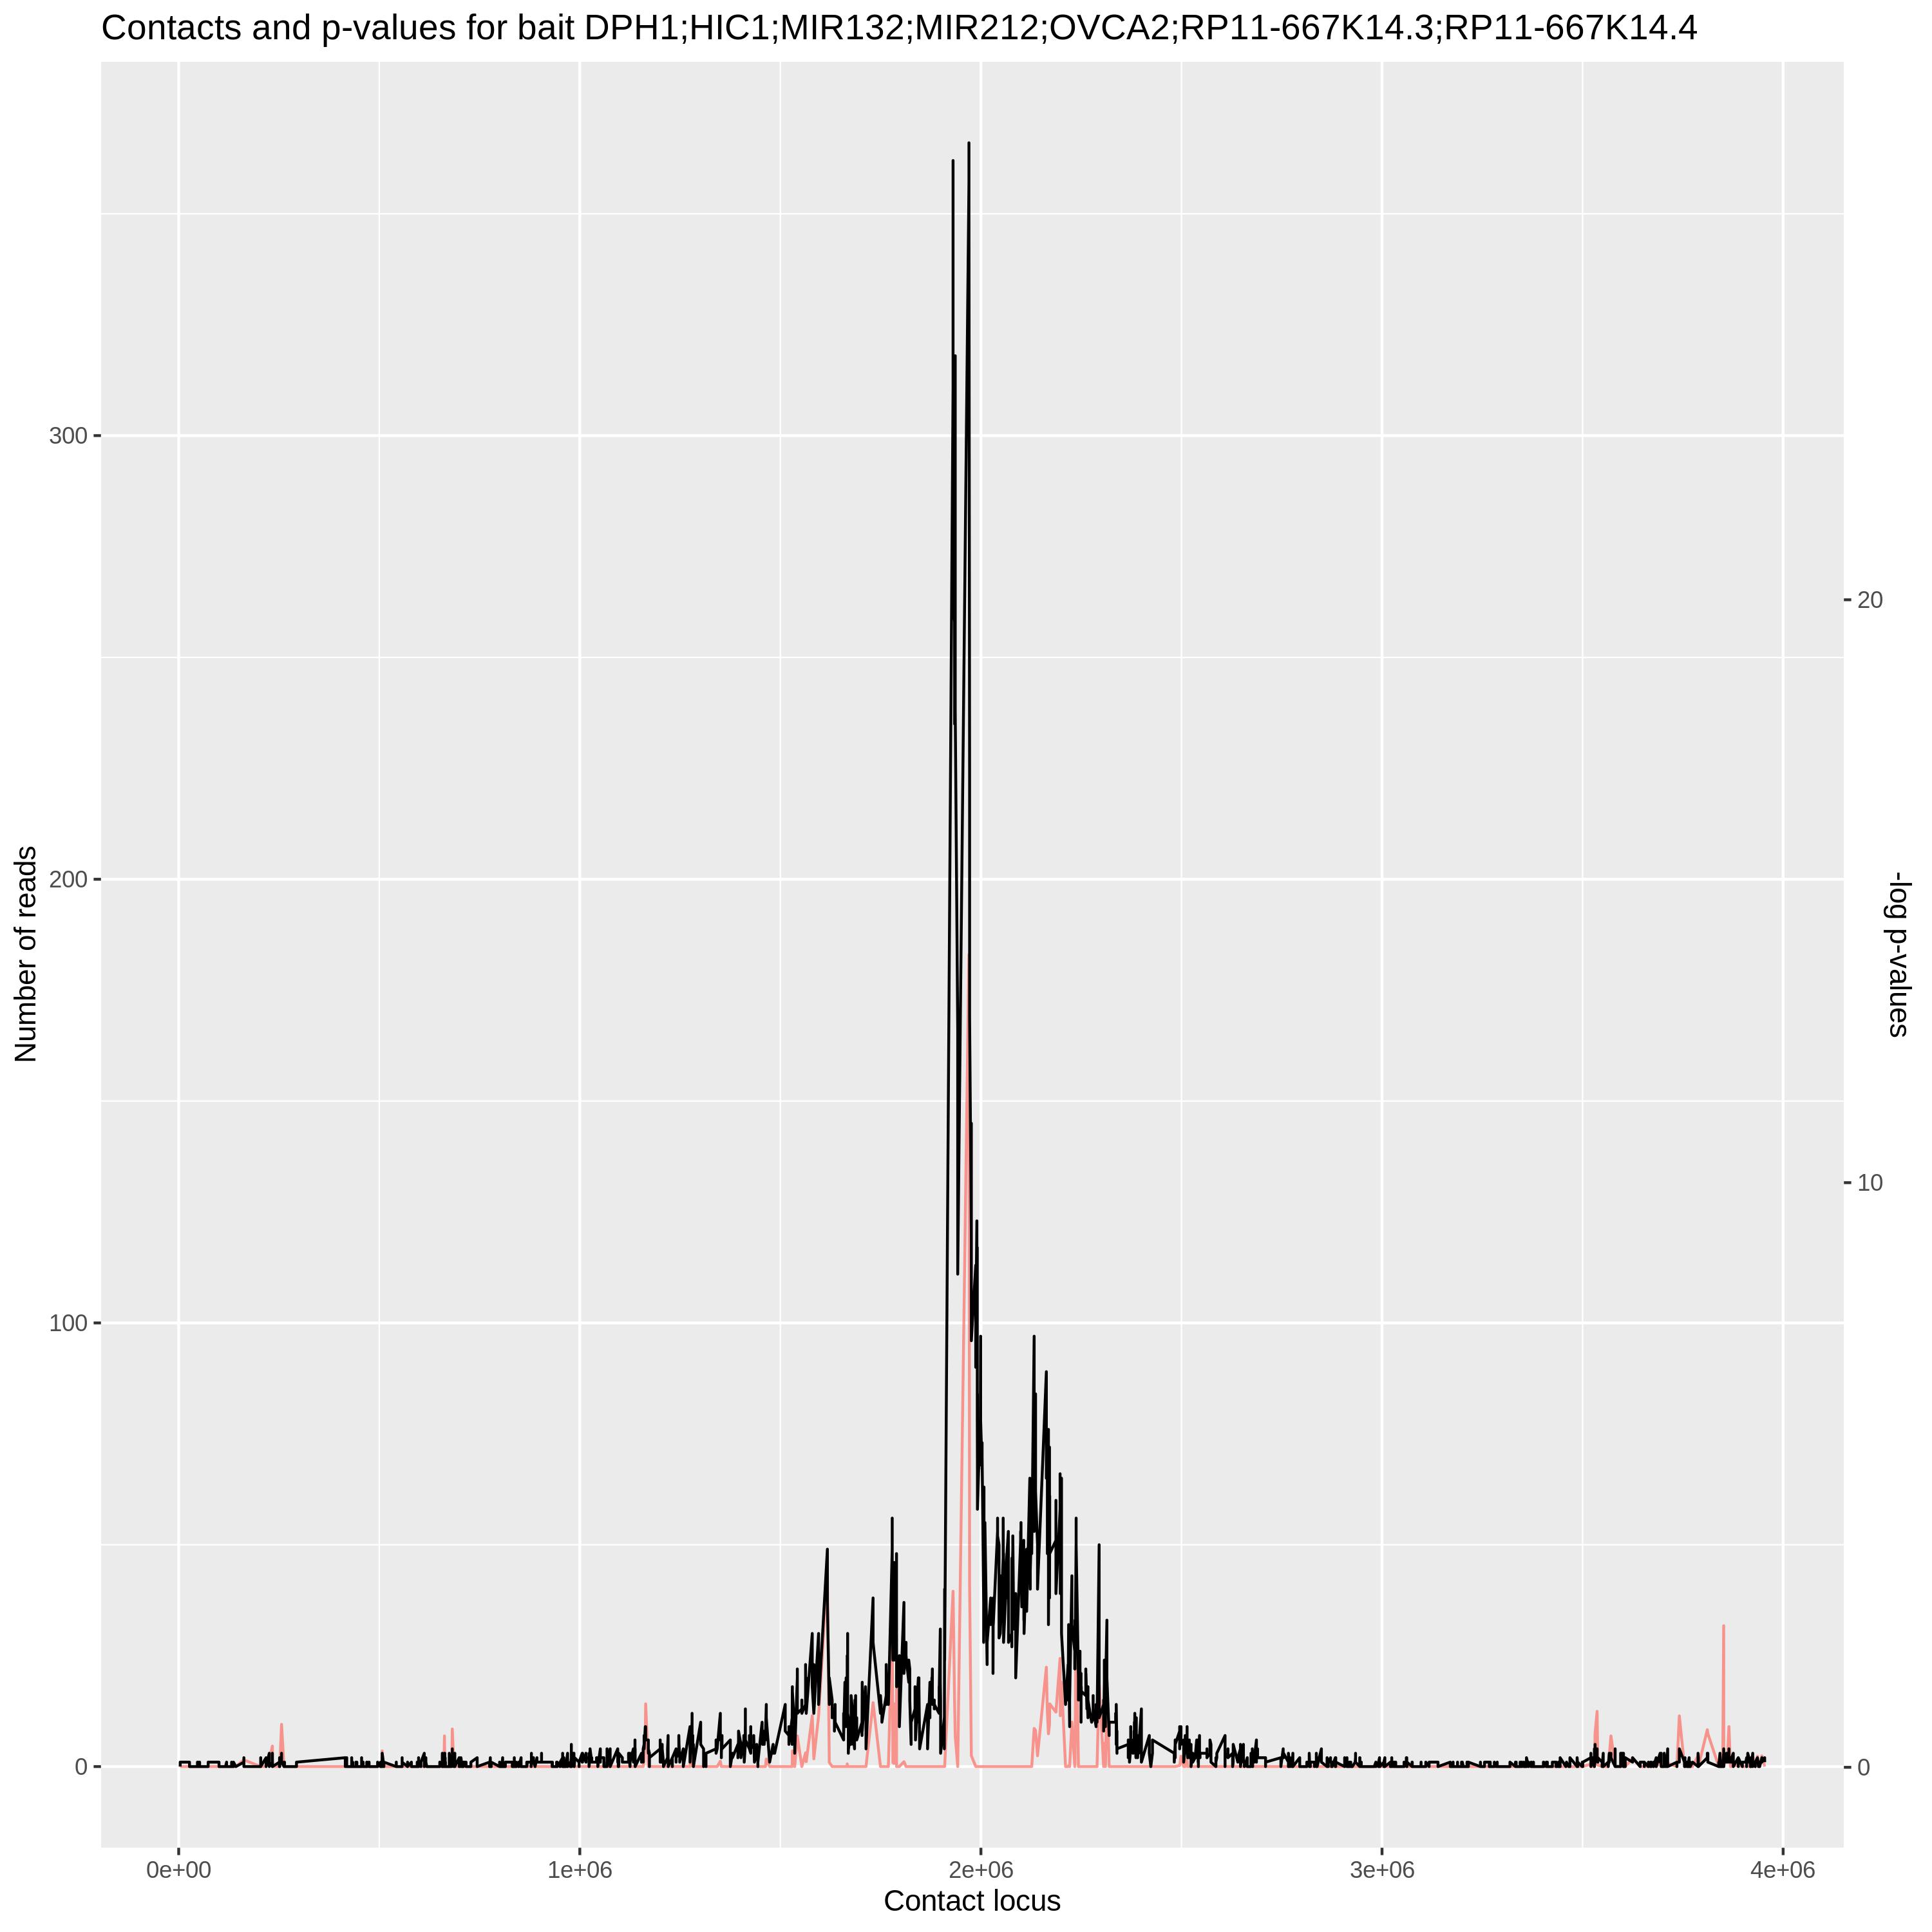 Contacts and p-values for bait DPH1;HIC1;MIR132;MIR212;OVCA2;RP11-667K14.3;RP11-667K14.4
300
200
100
0
Number of reads
20
10
0
-log p-values
0e+00
1e+06
2e+06
3e+06
4e+06
Contact locus